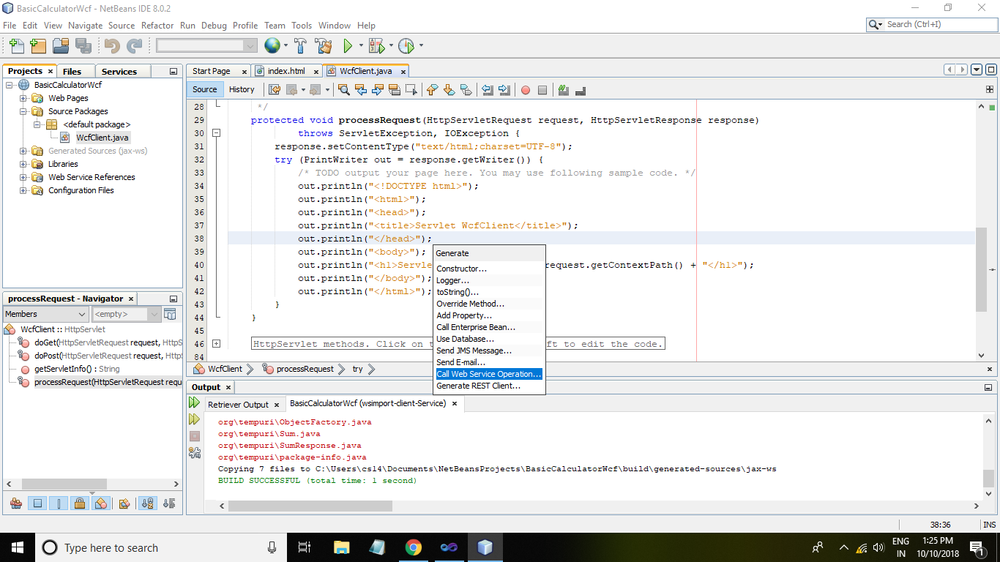 BasicCalculatorWcf - NetBeans IDE 8.0.2
File Edit View Navigate Source Refactor Run Debug Profile Team Tools Window Help
Search (Ctrl+I)
Projects × Files Services
BasicCalculatorWcf
Web Pages
Source Packages
<default package>
WcfClient.java
Generated Sources (jax-ws)
Libraries
Web Service References
Configuration Files
processRequest - Navigator ×
Members <empty>
WcfClient :: HttpServlet
doGet(HttpServletRequest request, HttpS
doPost(HttpServletRequest request, Http
getServletInfo() : String
processRequest(HttpServletRequest requ
Start Page × index.html × WcfClient.java ×
Source History
28 */
29 protected void processRequest(HttpServletRequest request, HttpServletResponse response)
30 throws ServletException, IOException {
31 response.setContentType("text/html;charset=UTF-8");
32 try (PrintWriter out = response.getWriter()) {
33 /* TODO output your page here. You may use following sample code. */
34 out.println("<!DOCTYPE html>");
35 out.println("<html>");
36 out.println("<head>");
37 out.println("<title>Servlet WcfClient</title>");
38 out.println("</head>");
39 out.println("<body>");
40 out.println("<h1>Servle request.getContextPath() + "</h1>");
41 out.println("</body>");
42 out.println("</html>");
43 }
44 }
45
46 HttpServlet methods. Click on t ft to edit the code.
84
Generate
Constructor...
Logger...
toString()...
Override Method...
Add Property...
Call Enterprise Bean...
Use Database...
Send JMS Message...
Send E-mail...
Call Web Service Operation...
Generate REST Client...
WcfClient processRequest try
Output ×
Retriever Output × BasicCalculatorWcf (wsimport-client-Service) ×
org\tempuri\ObjectFactory.java
org\tempuri\Sum.java
org\tempuri\SumResponse.java
org\tempuri\package-info.java
Copying 7 files to C:\Users\csl4\Documents\NetBeansProjects\BasicCalculatorWcf\build\generated-sources\jax-ws
BUILD SUCCESSFUL (total time: 1 second)
38:36 INS
Type here to search
ENG
IN
1:25 PM
10/10/2018
1